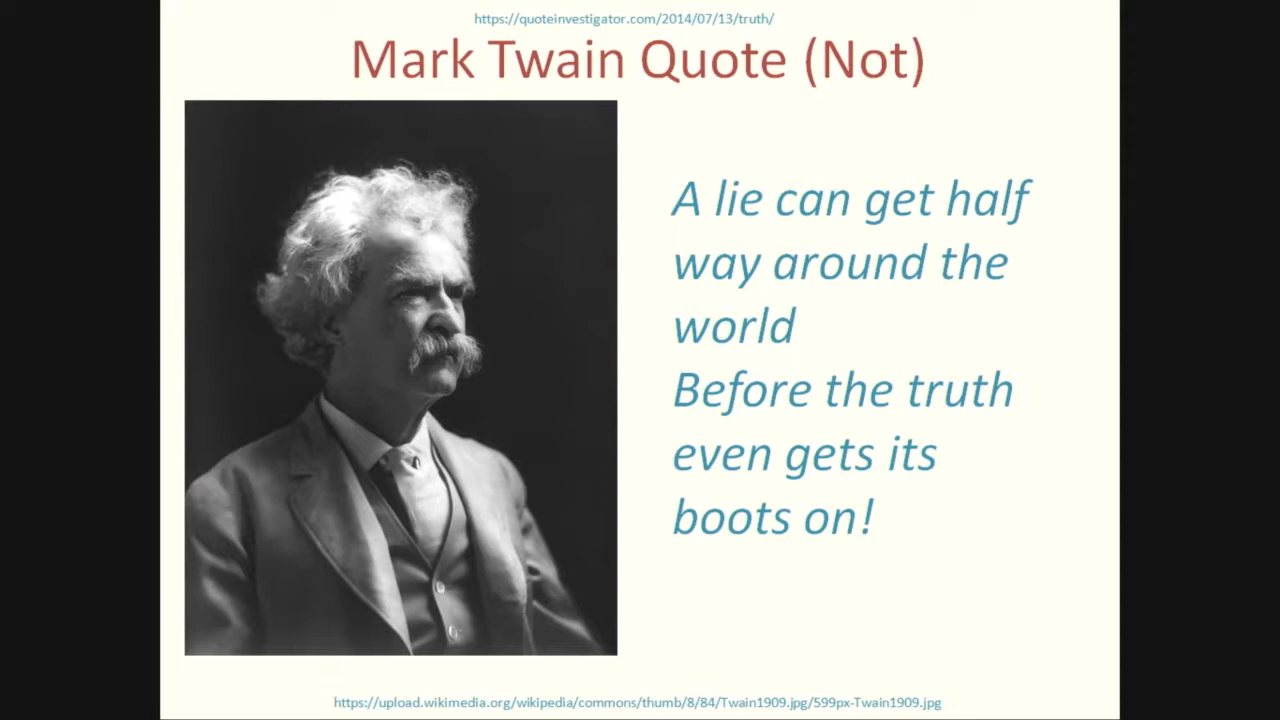 https://quoteinvestigator.com/2014/07/13/truth/
Mark Twain Quote (Not)
A lie can get half
way around the
world
Before the truth
even gets its
boots on!
https://upload.wikimedia.org/wikipedia/commons/thumb/8/84/Twain1909.jpg/599px-Twain1909.jpg